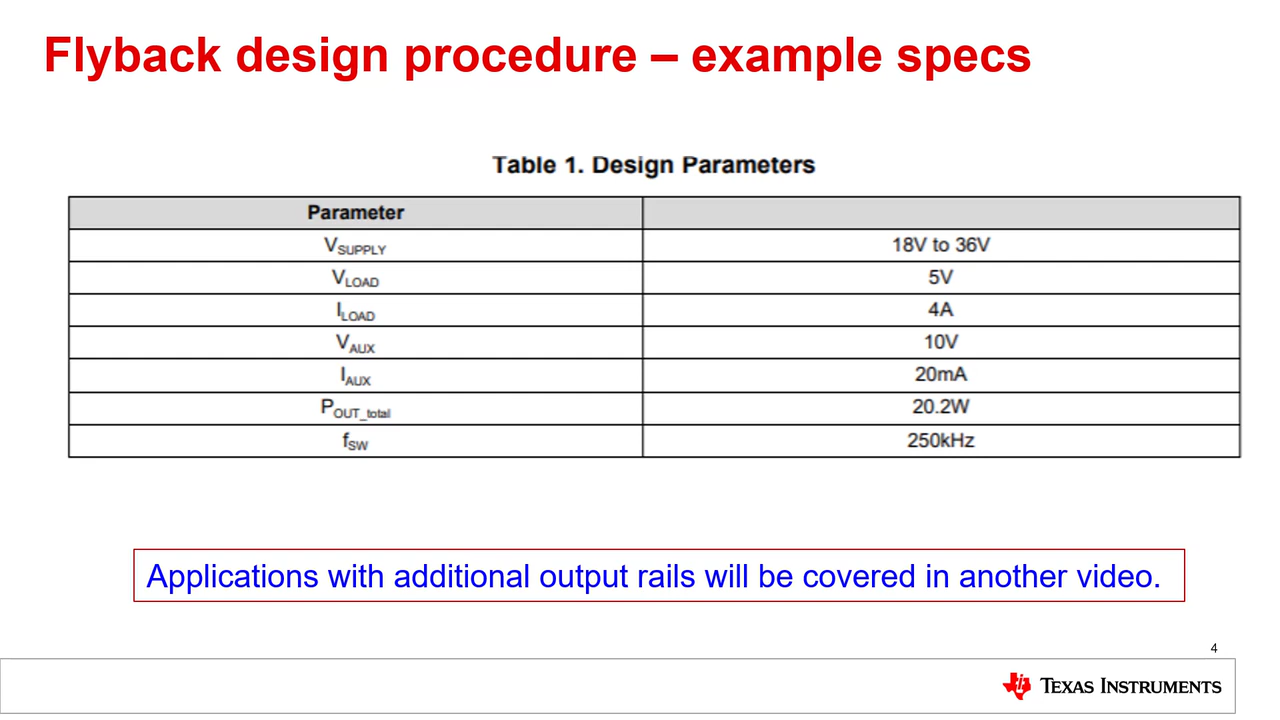 Flyback design procedure – example specs
Table 1. Design Parameters
Parameter
VSUPPLY 18V to 36V
VLOAD 5V
ILOAD 4A
VAUX 10V
IAUX 20mA
POUT_total 20.2W
fSW 250kHz
Applications with additional output rails will be covered in another video.
4
TEXAS INSTRUMENTS